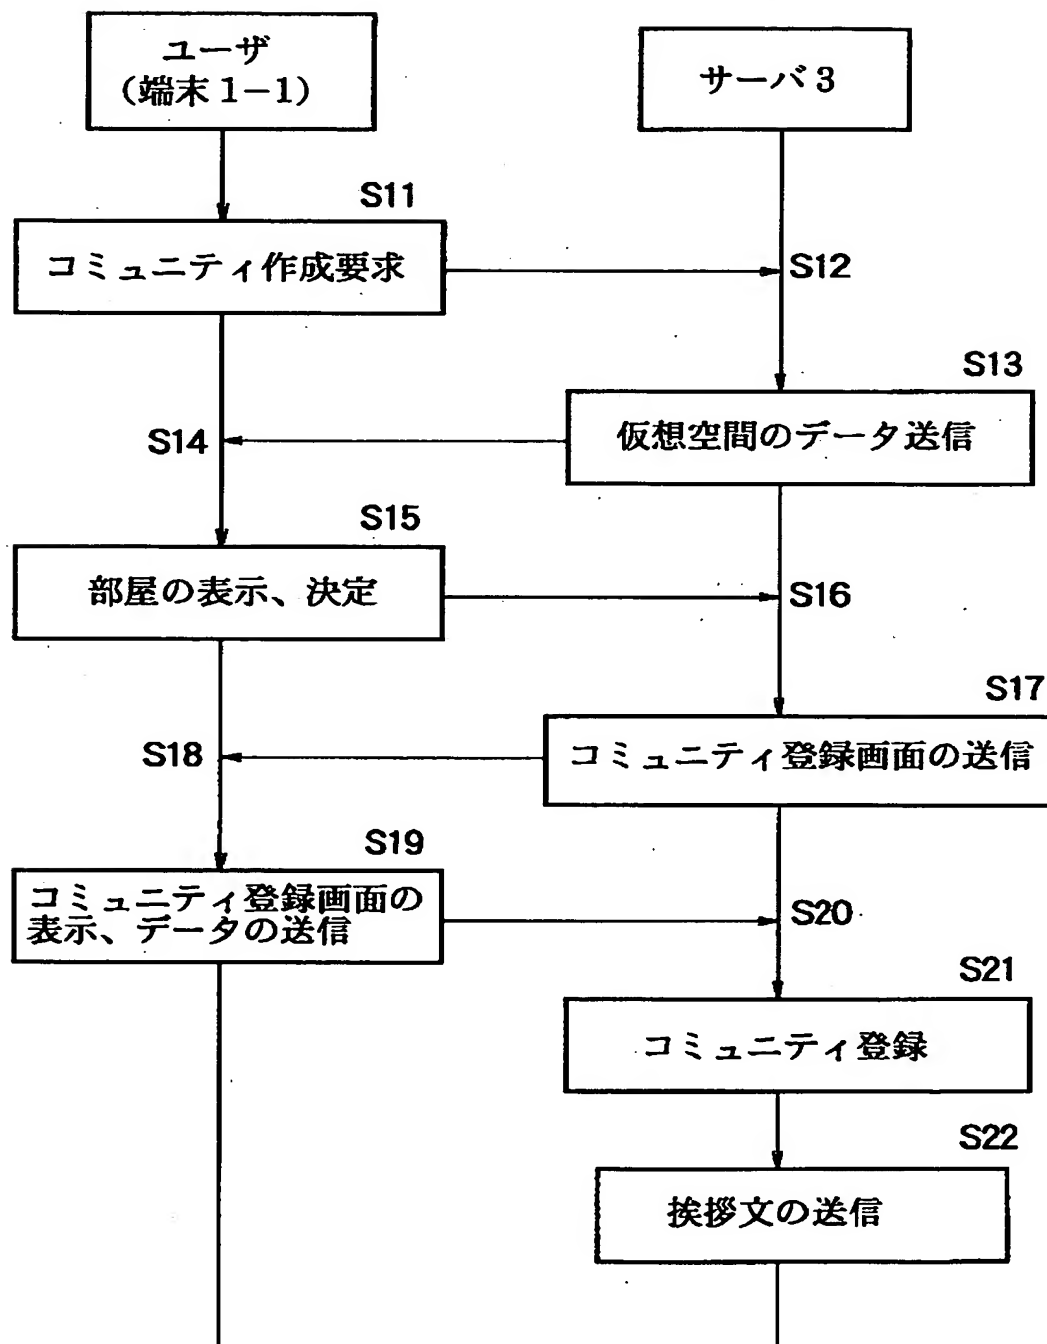 ユーザ
(端末1-1)
サーバ3
S11
コミュニティ作成要求
S12
S13
仮想空間のデータ送信
S14
S15
部屋の表示、決定
S16
S17
コミュニティ登録画面の送信
S18
S19
コミュニティ登録画面の
表示、データの送信
S20
S21
コミュニティ登録
S22
挨拶文の送信